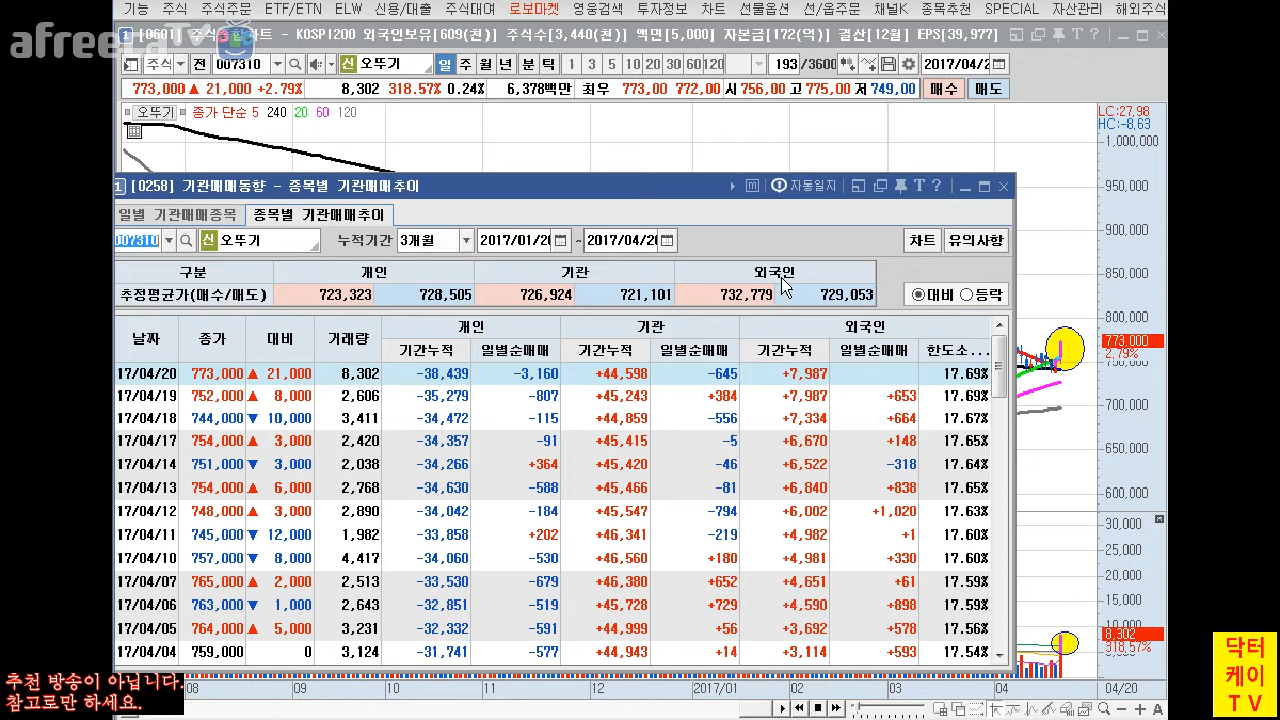 기능 주식 주식주문 ETF/ETN ELW 신용/대출 주식대여 로보마켓 영웅검색 투자정보 차트 선물옵션 선/옵주문 채널K 종목추천 SPECIAL 자산관리 해외주식
afreecaTV
1 [0601] 주식종합차트 - KOSPI200 외국인보유[609(천)] 주식수[3,440(천)] 액면[5,000] 자본금[172(억)] 결산[12월] EPS[39,977]
주식 전 007310 신 오뚜기 일 주 월 년 분 틱 1 3 5 10 20 30 60 120 193 /3600 2017/04/2
773,000 ▲ 21,000 +2.79% 8,302 318.57% 0.24% 6,378백만 최우 773,00 772,00 시 756,00 고 775,00 저 749,00 매수 매도
오뚜기 종가 단순 5 240 20 60 120
LC:27,98
HC:-8,63
1,000,000
1 [0258] 기관매매동향 - 종목별 기관매매추이 자동일지
950,000
일별 기관매매종목 종목별 기관매매추이
007310 신 오뚜기 누적기간 3개월 2017/01/20 ~ 2017/04/20 차트 유의사항
900,000
구분 개인 기관 외국인
850,000
추정평균가(매수/매도) 723,323 728,505 726,924 721,101 732,779 729,053 대비 등락
800,000
날짜 종가 대비 거래량 개인 기관 외국인
기간누적 일별순매매 기간누적 일별순매매 기간누적 일별순매매 한도소...
773,000
2,79%
750,000
17/04/20 773,000 ▲ 21,000 8,302 -38,439 -3,160 +44,598 -645 +7,987 17.69%
17/04/19 752,000 ▲ 8,000 2,606 -35,279 -807 +45,243 +384 +7,987 +653 17.69%
700,000
17/04/18 744,000 ▼ 10,000 3,411 -34,472 -115 +44,859 -556 +7,334 +664 17.67%
17/04/17 754,000 ▲ 3,000 2,420 -34,357 -91 +45,415 -5 +6,670 +148 17.65%
650,000
17/04/14 751,000 ▼ 3,000 2,038 -34,266 +364 +45,420 -46 +6,522 -318 17.64%
17/04/13 754,000 ▲ 6,000 2,768 -34,630 -588 +45,466 -81 +6,840 +838 17.65%
600,000
17/04/12 748,000 ▲ 3,000 2,890 -34,042 -184 +45,547 -794 +6,002 +1,020 17.63%
30,000
17/04/11 745,000 ▼ 12,000 1,982 -33,858 +202 +46,341 -219 +4,982 +1 17.60%
25,000
17/04/10 757,000 ▼ 8,000 4,417 -34,060 -530 +46,560 +180 +4,981 +330 17.60%
20,000
17/04/07 765,000 ▲ 2,000 2,513 -33,530 -679 +46,380 +652 +4,651 +61 17.59%
15,000
17/04/06 763,000 ▼ 1,000 2,643 -32,851 -519 +45,728 +729 +4,590 +898 17.59%
10,000
17/04/05 764,000 ▲ 5,000 3,231 -32,332 -591 +44,999 +56 +3,692 +578 17.56%
8,302
318.57%
17/04/04 759,000 0 3,124 -31,741 -577 +44,943 +14 +3,114 +593 17.54%
08 09 10 11 12 2017/01 02 03 04 04/20
추천 방송이 아닙니다.
참고로만 하세요.
닥터
케이
TV